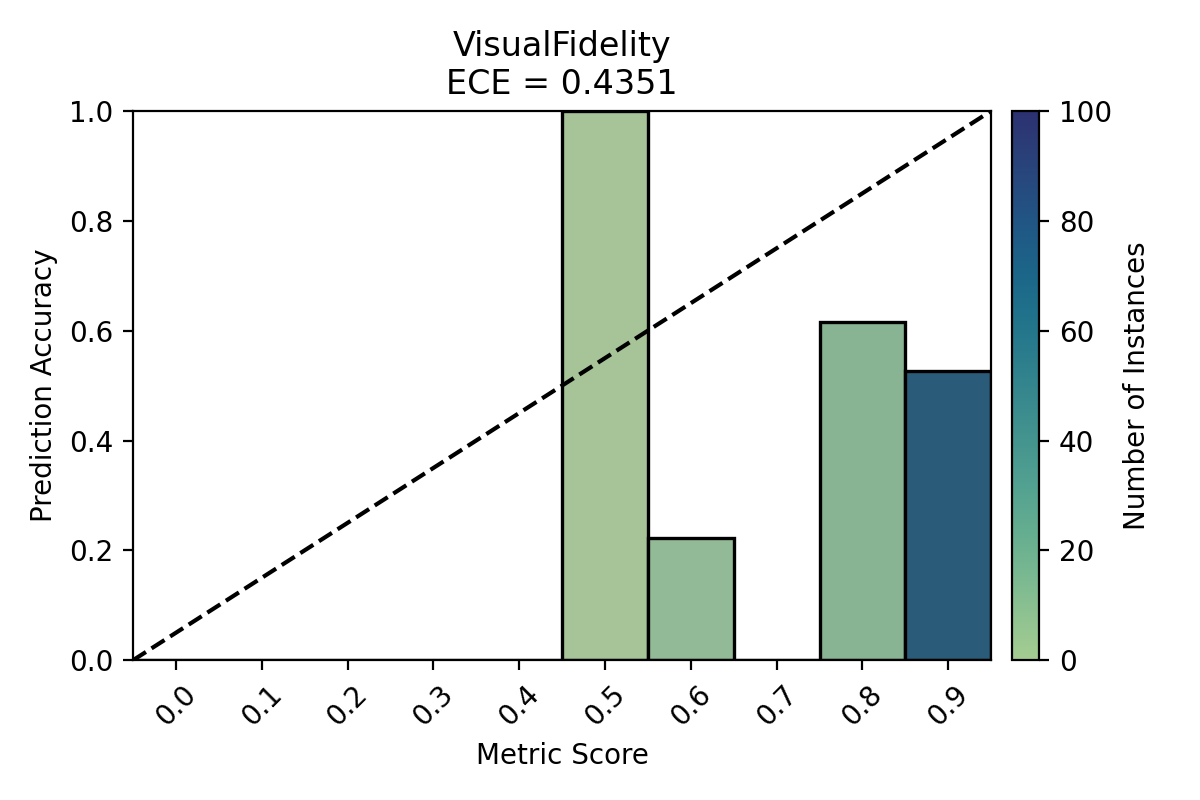 VisualFidelity
ECE = 0.4351
Prediction Accuracy
1.0
0.8
0.6
0.4
0.2
0.0
0.0 0.1 0.2 0.3 0.4 0.5 0.6 0.7 0.8 0.9
Metric Score
100
80
60
40
20
0
Number of Instances